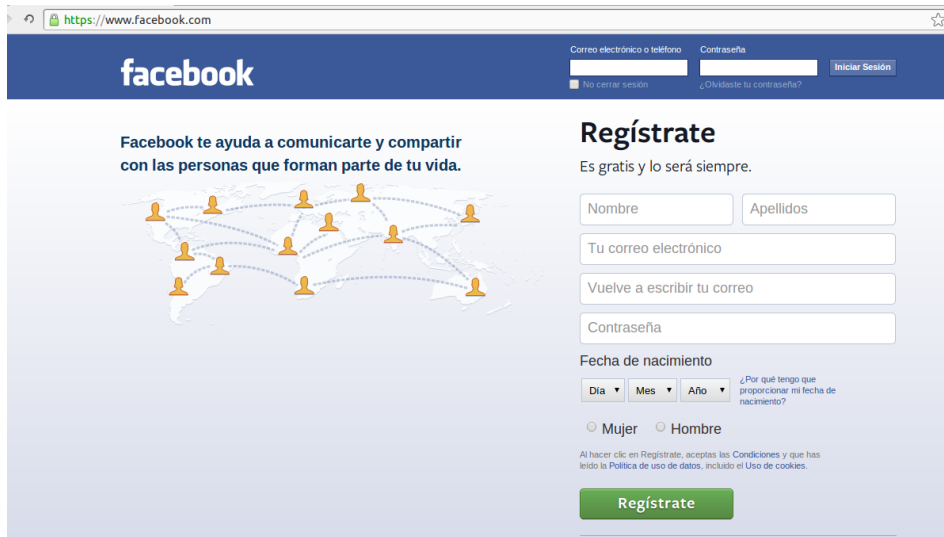 https://www.facebook.com
facebook
Correo electrónico o teléfono
Contraseña
Iniciar Sesión
No cerrar sesión
¿Olvidaste tu contraseña?
Facebook te ayuda a comunicarte y compartir
con las personas que forman parte de tu vida.
Regístrate
Es gratis y lo será siempre.
Nombre
Apellidos
Tu correo electrónico
Vuelve a escribir tu correo
Contraseña
Fecha de nacimiento
Día
Mes
Año
¿Por qué tengo que
proporcionar mi fecha de
nacimiento?
Mujer
Hombre
Al hacer clic en Regístrate, aceptas las Condiciones y que has
leído la Política de uso de datos, incluido el Uso de cookies.
Regístrate